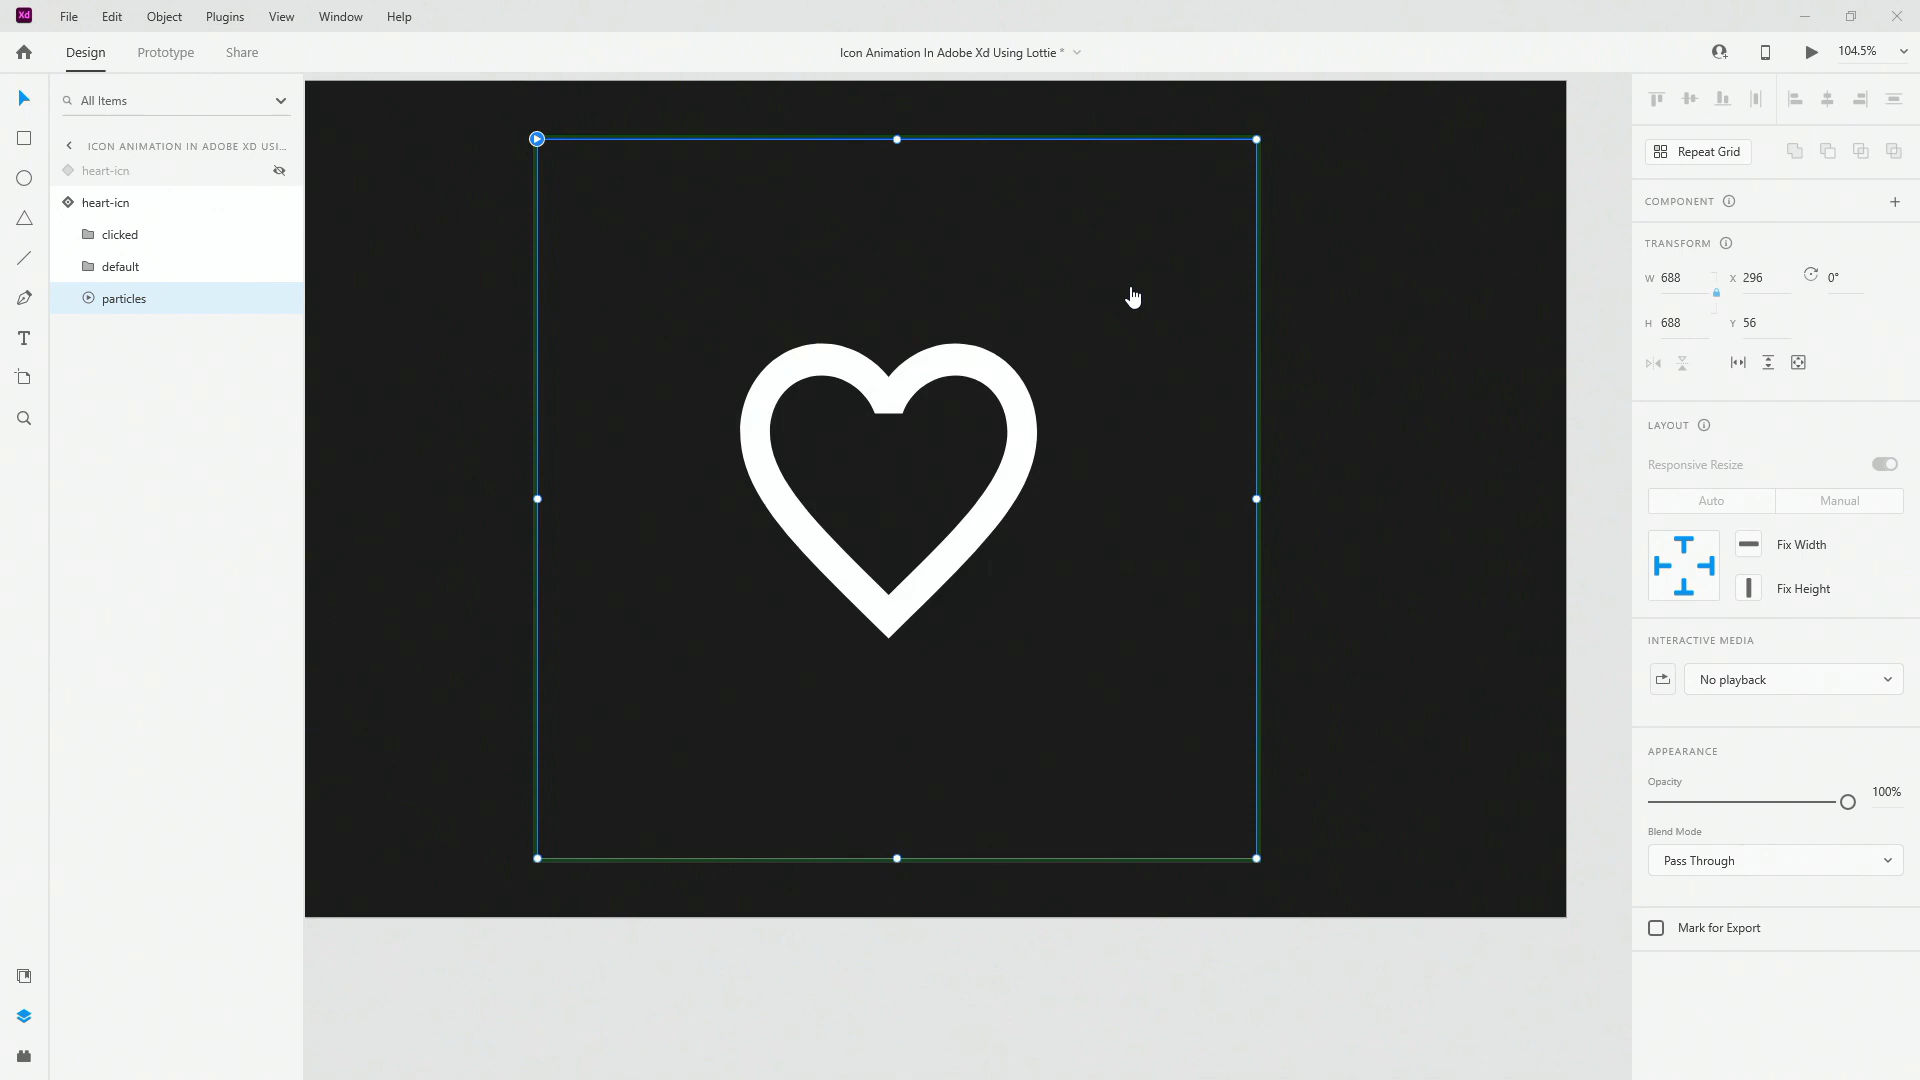 Xd
File Edit Object Plugins View Window Help
Design Prototype Share
Icon Animation In Adobe Xd Using Lottie *
104.5%
All Items
ICON ANIMATION IN ADOBE XD USI...
heart-icn
heart-icn
clicked
default
particles
Repeat Grid
COMPONENT
TRANSFORM
W 688 X 296 0°
H 688 Y 56
LAYOUT
Responsive Resize
Auto Manual
Fix Width
Fix Height
INTERACTIVE MEDIA
No playback
APPEARANCE
Opacity
100%
Blend Mode
Pass Through
Mark for Export